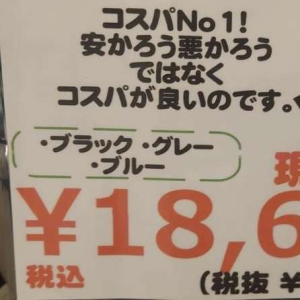 コスパNo1!
安かろう悪かろう
ではなく
コスパが良いのです。
・ブラック ・グレー
・ブルー
現
¥18,6
税込
(税抜 ¥